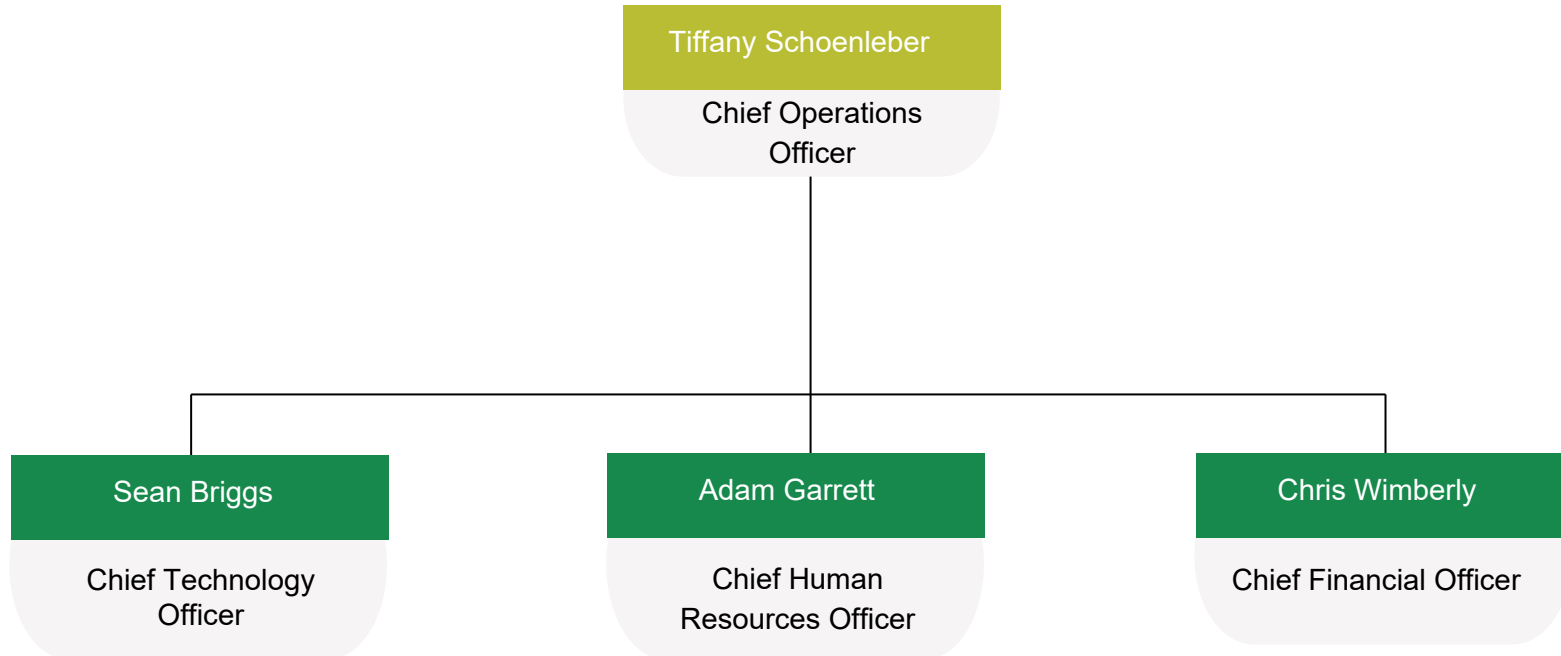 Tiffany Schoenleber
Chief Operations
Officer
Sean Briggs
Chief Technology
Officer
Adam Garrett
Chief Human
Resources Officer
Chris Wimberly
Chief Financial Officer